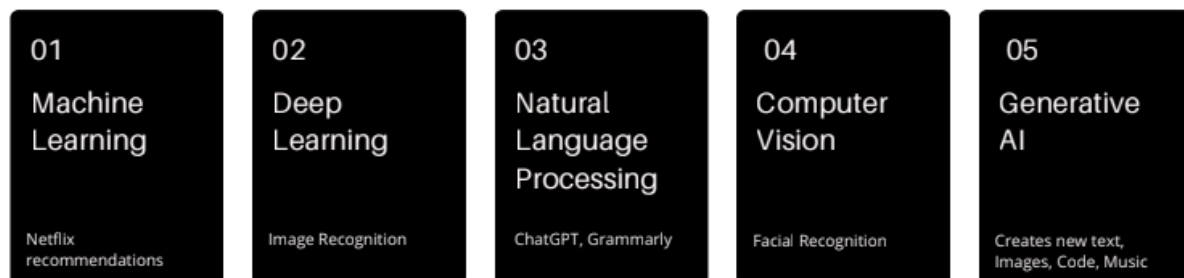 01
Machine
Learning
Netflix
recommendations
02
Deep
Learning
Image Recognition
03
Natural
Language
Processing
ChatGPT, Grammarly
04
Computer
Vision
Facial Recognition
05
Generative
AI
Creates new text,
Images, Code, Music